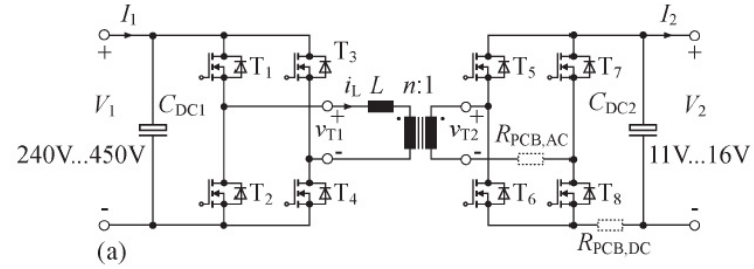 I1 I2
+ T1 T3 T5 T7 +
V1 CDC1 iL L n:1 CDC2 V2
+ vT1 - + vT2 - RPCB,AC
240V...450V 11V...16V
T2 T4 T6 T8
- -
(a) RPCB,DC